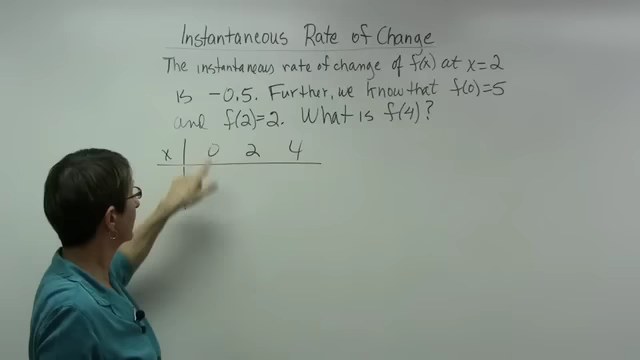 Instantaneous Rate of Change
The instantaneous rate of change of f(x) at x=2
is -0.5. Further, we know that f(0)=5
and f(2)=2. What is f(4)?
x | 0 2 4